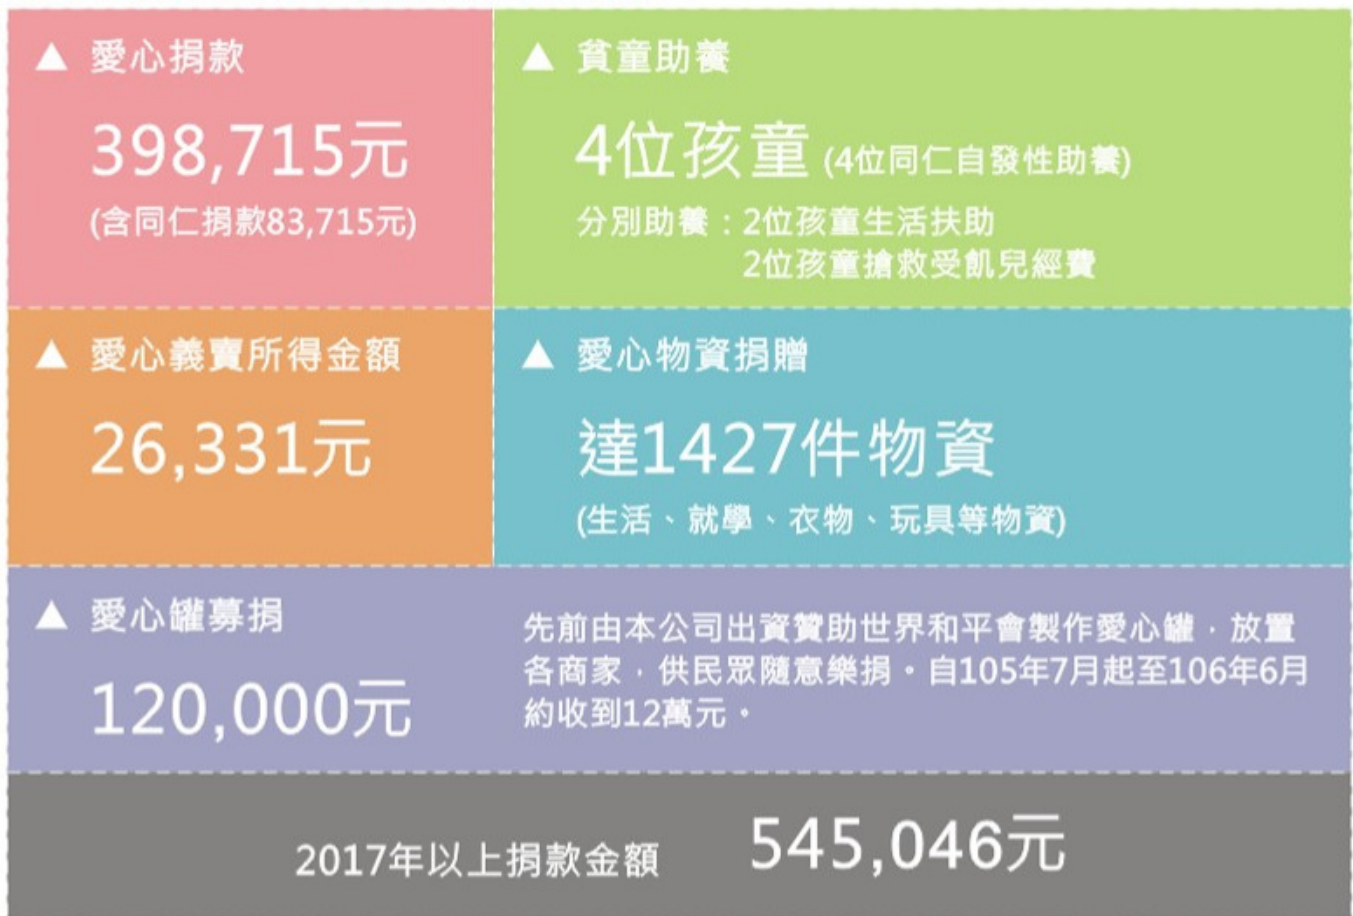 ▲ 愛心捐款
398,715元
(含同仁捐款83,715元)
▲ 貧童助養
4位孩童 (4位同仁自發性助養)
分別助養：2位孩童生活扶助
2位孩童搶救受飢兒經費
▲ 愛心義賣所得金額
26,331元
▲ 愛心物資捐贈
達1427件物資
(生活、就學、衣物、玩具等物資)
▲ 愛心罐募捐
120,000元
先前由本公司出資贊助世界和平會製作愛心罐，放置
各商家，供民眾隨意樂捐。自105年7月起至106年6月
約收到12萬元。
2017年以上捐款金額 545,046元